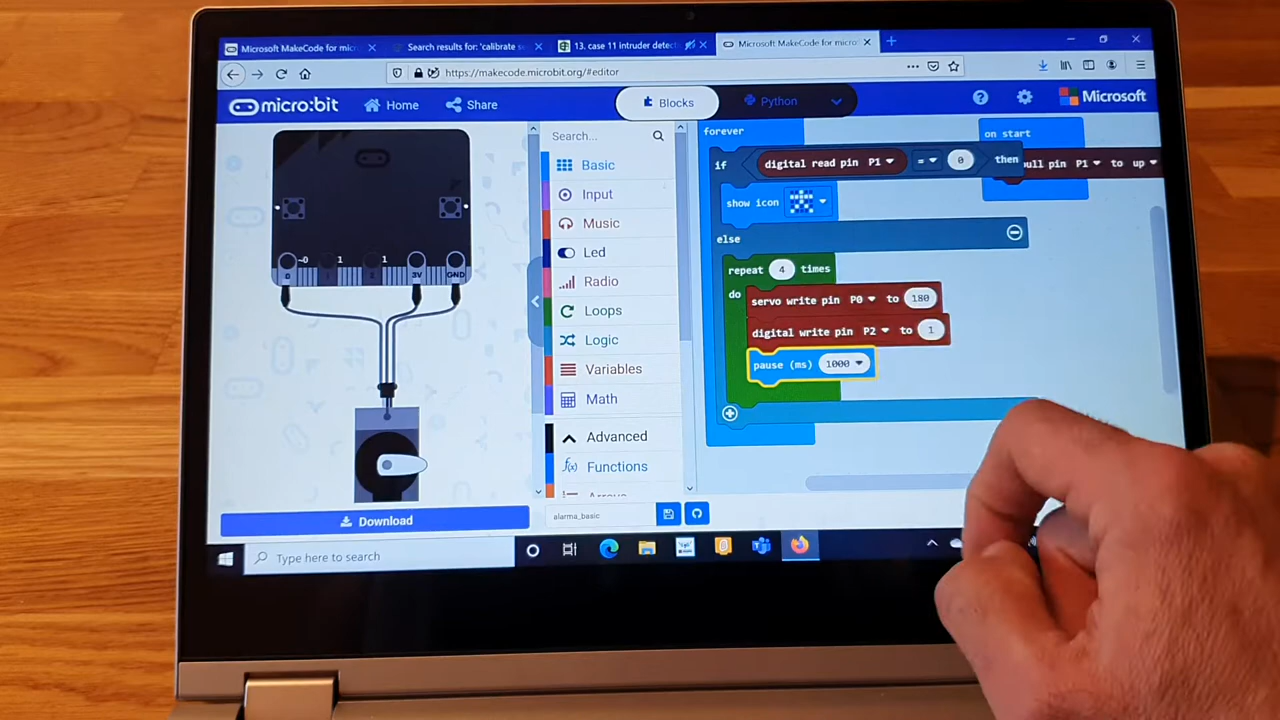 Microsoft MakeCode for micr
Search results for: 'calibrate s
13. case 11 intruder detec
Microsoft MakeCode for micro
https://makecode.microbit.org/#editor
micro:bit
Home
Share
Blocks
Python
Microsoft
Search...
Basic
Input
Music
Led
Radio
Loops
Logic
Variables
Math
Advanced
Functions
forever
if digital read pin P1 = 0 then
show icon
else
repeat 4 times
do servo write pin P0 to 180
digital write pin P2 to 1
pause (ms) 1000
on start
pull pin P1 to up
~0 1 1
0 3V GND
Download
alarma_basic
Type here to search